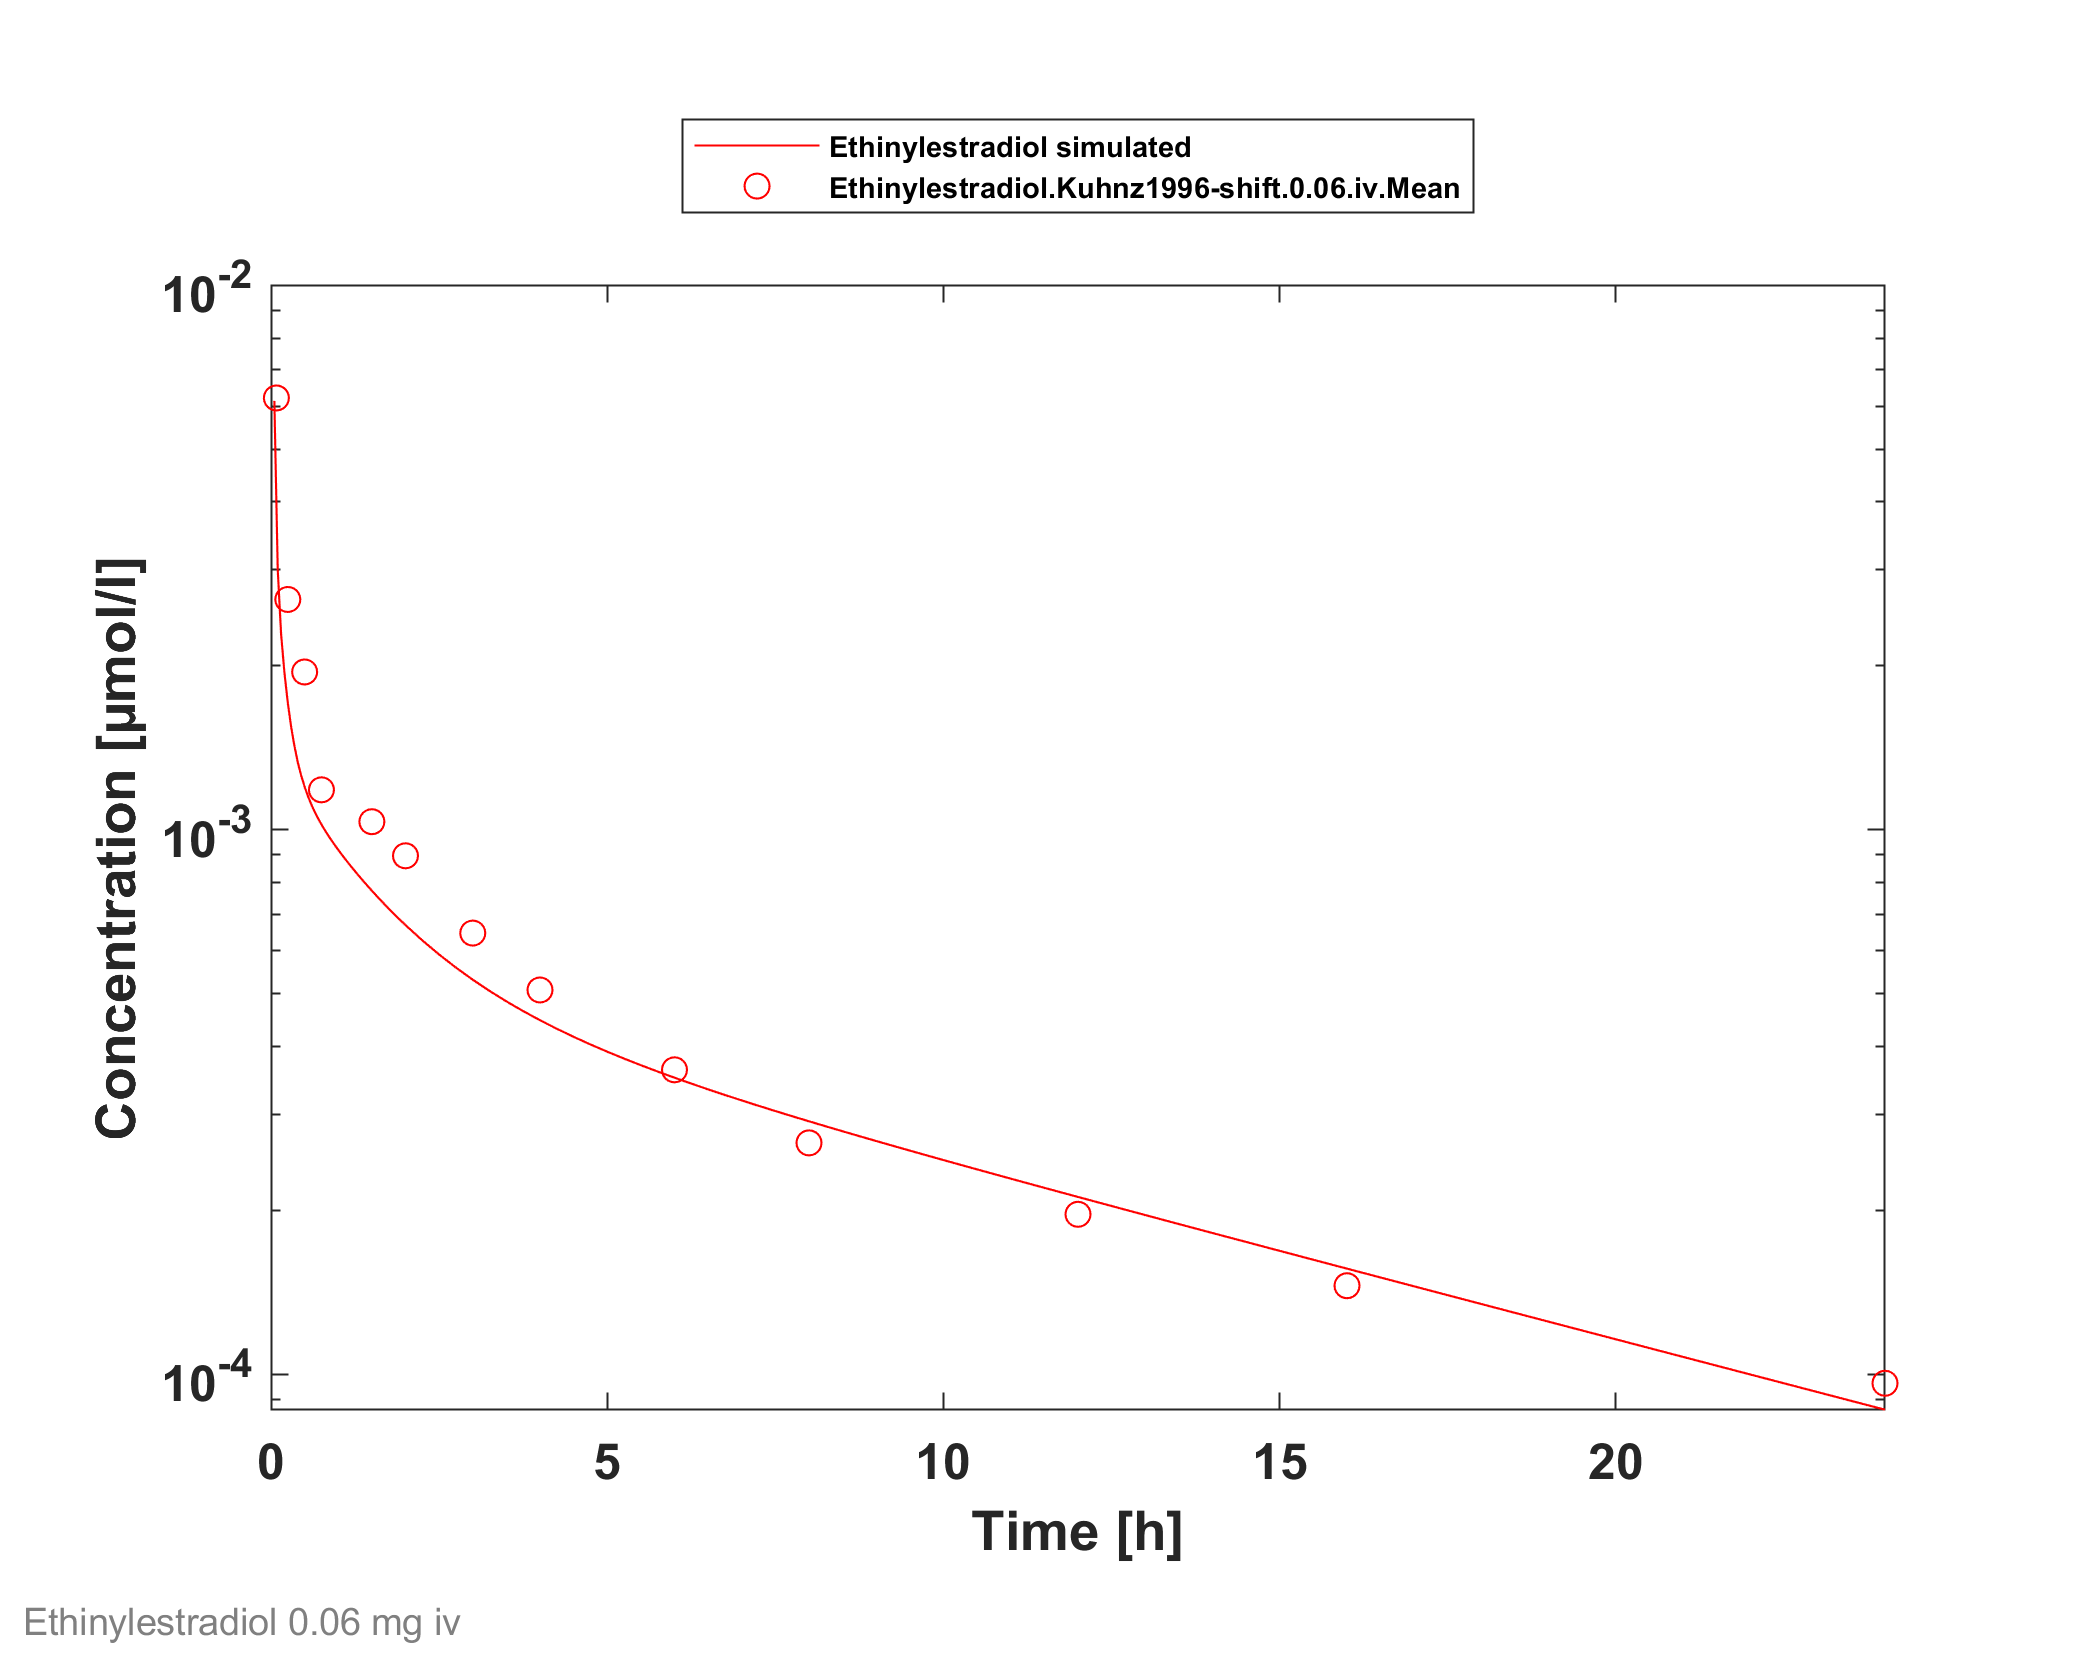 Ethinylestradiol simulated
Ethinylestradiol.Kuhnz1996-shift.0.06.iv.Mean
10-2
10-3
10-4
Concentration [µmol/l]
0 5 10 15 20
Time [h]
Ethinylestradiol 0.06 mg iv